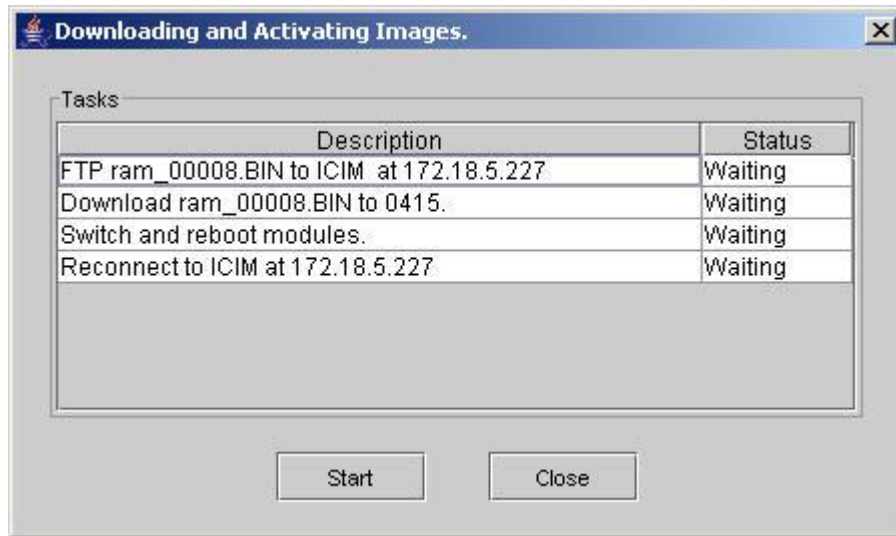 Downloading and Activating Images.
Tasks
Description Status
FTP ram_00008.BIN to ICIM at 172.18.5.227 Waiting
Download ram_00008.BIN to 0415. Waiting
Switch and reboot modules. Waiting
Reconnect to ICIM at 172.18.5.227 Waiting
Start Close